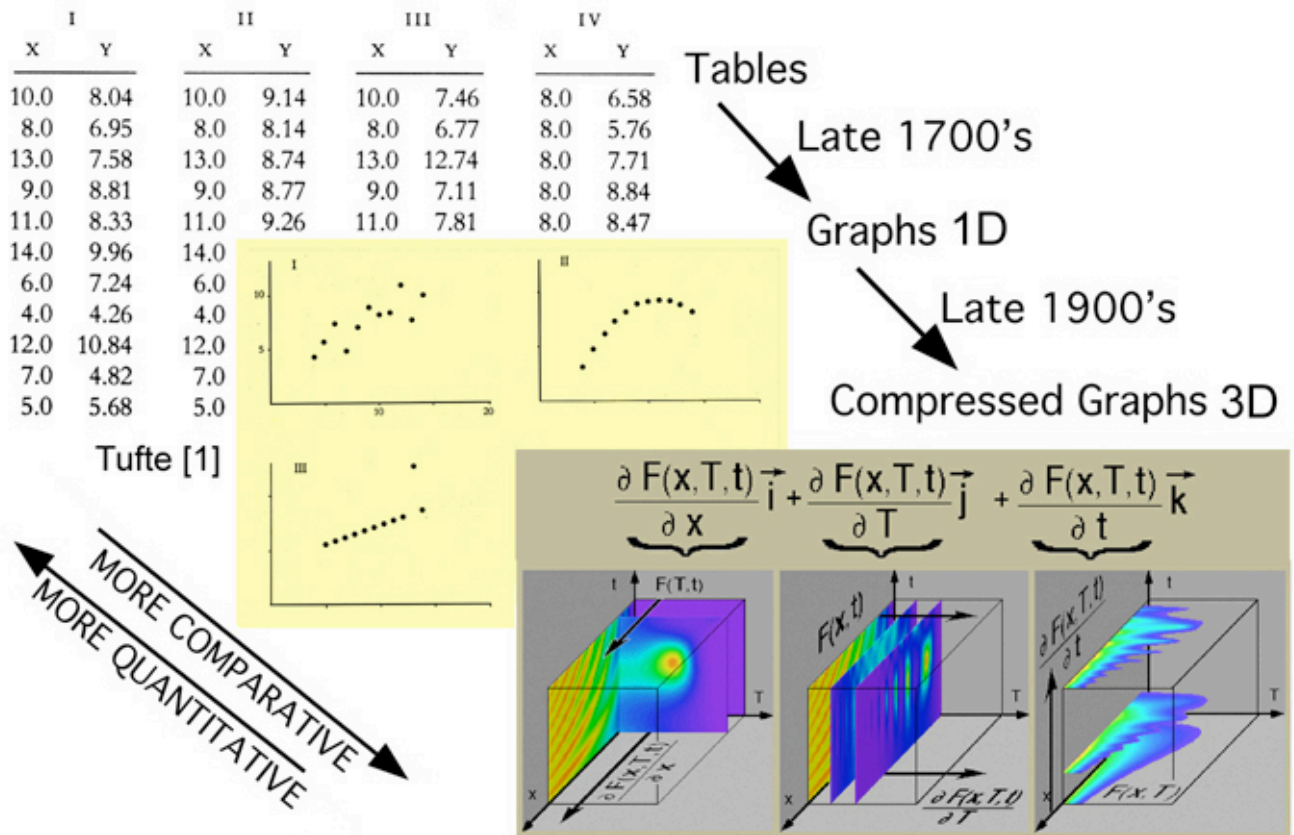 I II III IV
X Y X Y X Y X Y
10.0 8.04 10.0 9.14 10.0 7.46 8.0 6.58
8.0 6.95 8.0 8.14 8.0 6.77 8.0 5.76
13.0 7.58 13.0 8.74 13.0 12.74 8.0 7.71
9.0 8.81 9.0 8.77 9.0 7.11 8.0 8.84
11.0 8.33 11.0 9.26 11.0 7.81 8.0 8.47
14.0 9.96 14.0
6.0 7.24 6.0
4.0 4.26 4.0
12.0 10.84 12.0
7.0 4.82 7.0
5.0 5.68 5.0
Tufte [1]
Tables
Late 1700's
Graphs 1D
Late 1900's
Compressed Graphs 3D
I
10
5
10 20
II
III
MORE COMPARATIVE
MORE QUANTITATIVE
∂ F(x,T,t) i + ∂ F(x,T,t) j + ∂ F(x,T,t) k
∂ x ∂ T ∂ t
t
F(T,t)
T
x
∂ F(x,T,t)
∂ x
t
F(x,t)
T
x
∂ F(x,T,t)
∂ T
t
∂ F(x,T,t)
∂ t
T
x
F(x,T)